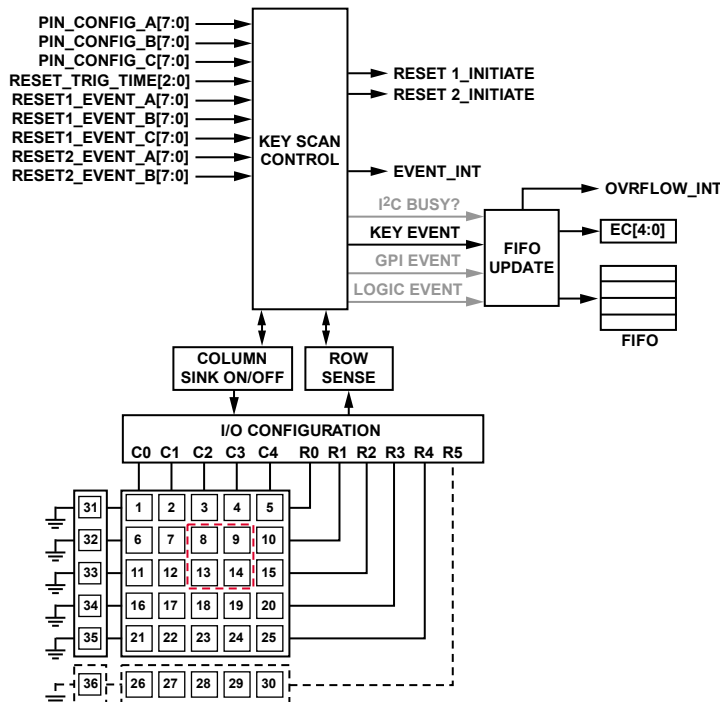 PIN_CONFIG_A[7:0]
PIN_CONFIG_B[7:0]
PIN_CONFIG_C[7:0]
RESET_TRIG_TIME[2:0]
RESET1_EVENT_A[7:0]
RESET1_EVENT_B[7:0]
RESET1_EVENT_C[7:0]
RESET2_EVENT_A[7:0]
RESET2_EVENT_B[7:0]
KEY SCAN
CONTROL
RESET 1_INITIATE
RESET 2_INITIATE
EVENT_INT
I2C BUSY?
KEY EVENT
GPI EVENT
LOGIC EVENT
FIFO
UPDATE
OVRFLOW_INT
EC[4:0]
FIFO
COLUMN
SINK ON/OFF
ROW
SENSE
I/O CONFIGURATION
C0 C1 C2 C3 C4 R0 R1 R2 R3 R4 R5
31 1 2 3 4 5
32 6 7 8 9 10
33 11 12 13 14 15
34 16 17 18 19 20
35 21 22 23 24 25
36 26 27 28 29 30